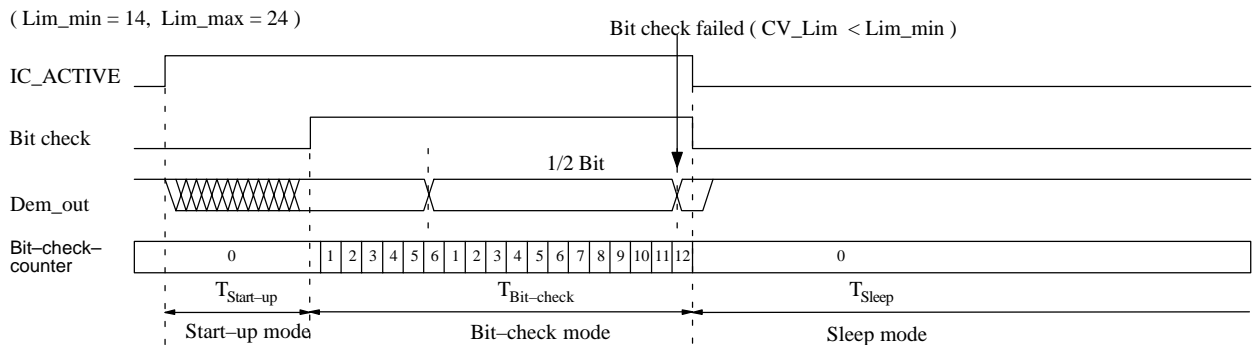 ( Lim_min = 14, Lim_max = 24 )
Bit check failed ( CV_Lim < Lim_min )
IC_ACTIVE
Bit check
1/2 Bit
Dem_out
Bit–check–
counter
0 1 2 3 4 5 6 1 2 3 4 5 6 7 8 9 10 11 12 0
TStart–up TBit–check TSleep
Start–up mode Bit–check mode Sleep mode